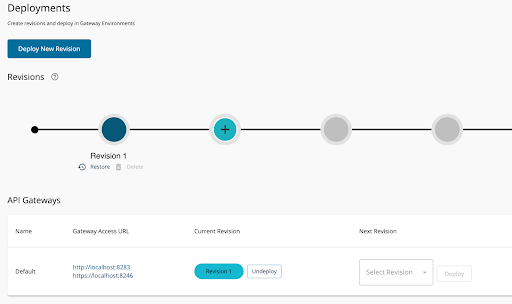 Deployments
Create revisions and deploy in Gateway Environments
Deploy New Revision
Revisions ?
+
Revision 1
Restore Delete
API Gateways
Name Gateway Access URL Current Revision Next Revision
Default http://localhost:8283 Revision 1 Undeploy Select Revision Deploy
https://localhost:8246